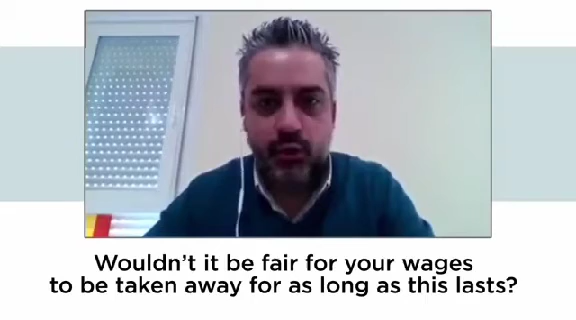 Wouldn't it be fair for your wages
to be taken away for as long as this lasts?